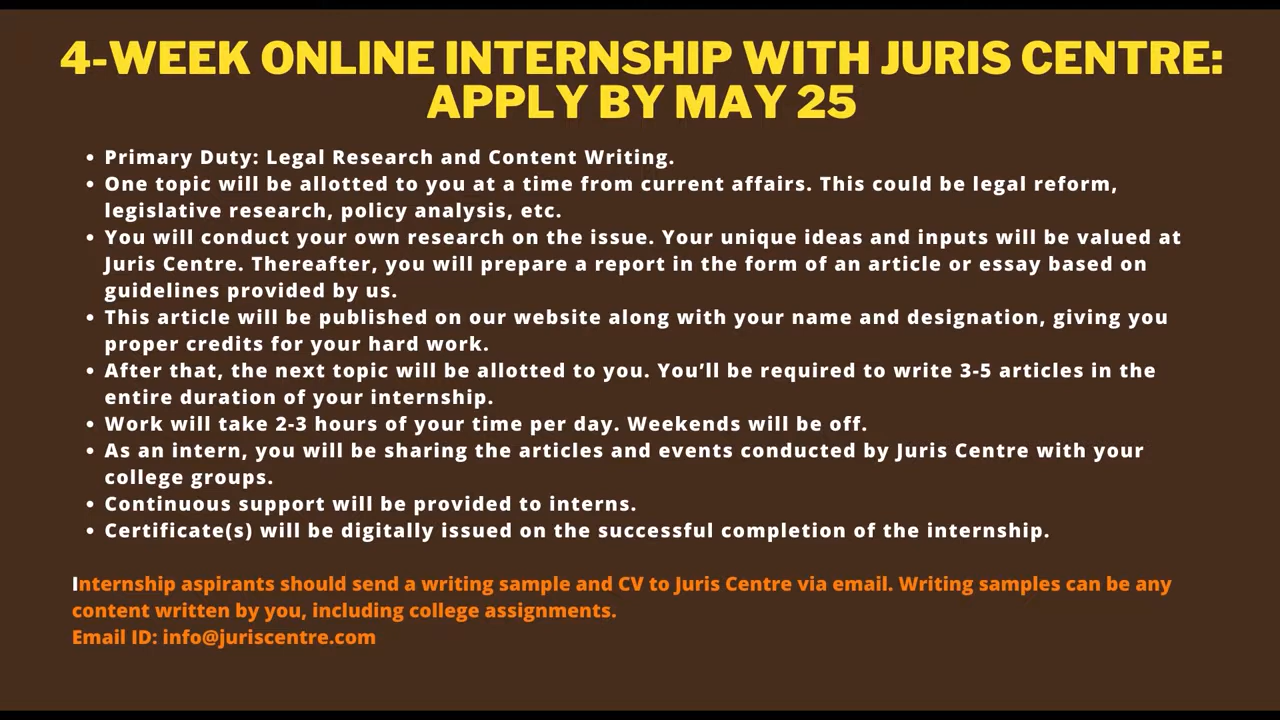 4-WEEK ONLINE INTERNSHIP WITH JURIS CENTRE:
APPLY BY MAY 25
• Primary Duty: Legal Research and Content Writing.
• One topic will be allotted to you at a time from current affairs. This could be legal reform,
legislative research, policy analysis, etc.
• You will conduct your own research on the issue. Your unique ideas and inputs will be valued at
Juris Centre. Thereafter, you will prepare a report in the form of an article or essay based on
guidelines provided by us.
• This article will be published on our website along with your name and designation, giving you
proper credits for your hard work.
• After that, the next topic will be allotted to you. You’ll be required to write 3-5 articles in the
entire duration of your internship.
• Work will take 2-3 hours of your time per day. Weekends will be off.
• As an intern, you will be sharing the articles and events conducted by Juris Centre with your
college groups.
• Continuous support will be provided to interns.
• Certificate(s) will be digitally issued on the successful completion of the internship.
Internship aspirants should send a writing sample and CV to Juris Centre via email. Writing samples can be any
content written by you, including college assignments.
Email ID: info@juriscentre.com